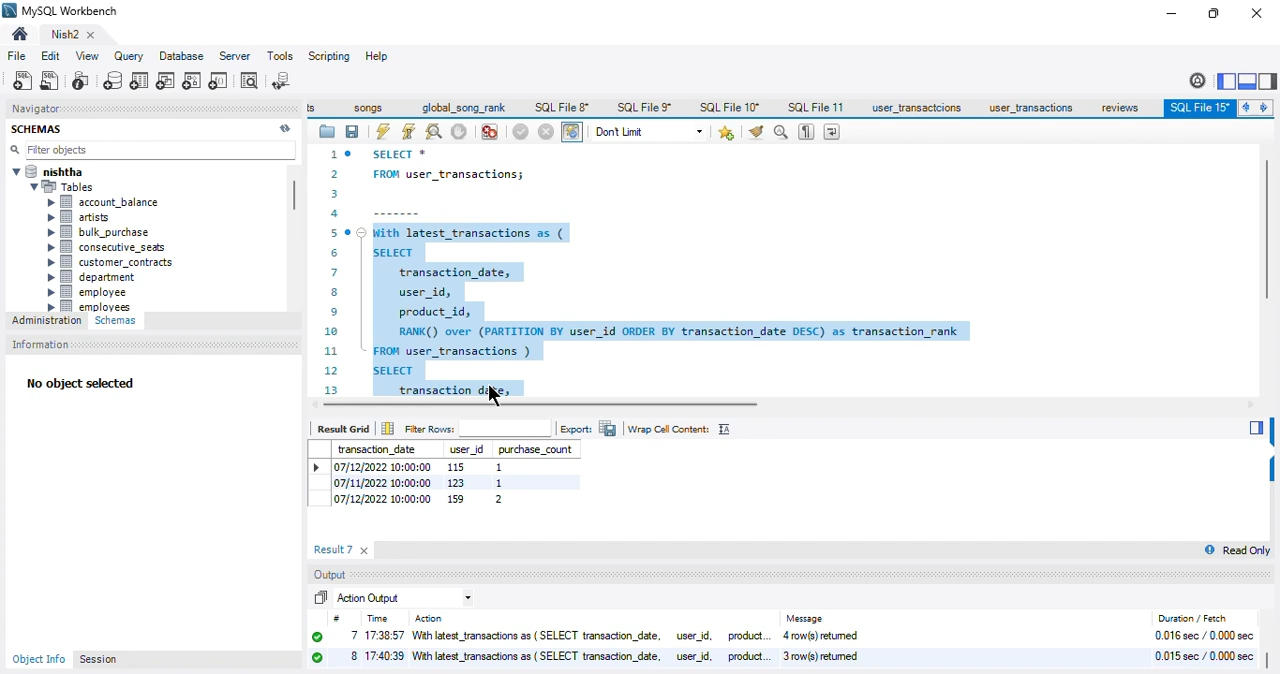 MySQL Workbench
Nish2
File Edit View Query Database Server Tools Scripting Help
Navigator
SCHEMAS
Filter objects
nishtha
Tables
account_balance
artists
bulk_purchase
consecutive_seats
customer_contracts
department
employee
employees
Administration Schemas
Information
No object selected
Object Info Session
ts songs global_song_rank SQL File 8* SQL File 9* SQL File 10* SQL File 11 user_transactcions user_transactions reviews SQL File 15*
Don't Limit
1 SELECT *
2 FROM user_transactions;
3
4 -------
5 With latest_transactions as (
6 SELECT
7 transaction_date,
8 user_id,
9 product_id,
10 RANK() over (PARTITION BY user_id ORDER BY transaction_date DESC) as transaction_rank
11 FROM user_transactions )
12 SELECT
13 transaction date,
Result Grid Filter Rows: Export: Wrap Cell Content:
transaction_date user_id purchase_count
07/12/2022 10:00:00 115 1
07/11/2022 10:00:00 123 1
07/12/2022 10:00:00 159 2
Result 7 Read Only
Output
Action Output
# Time Action Message Duration / Fetch
7 17:38:57 With latest_transactions as ( SELECT transaction_date, user_id, product... 4 row(s) returned 0.016 sec / 0.000 sec
8 17:40:39 With latest_transactions as ( SELECT transaction_date, user_id, product... 3 row(s) returned 0.015 sec / 0.000 sec